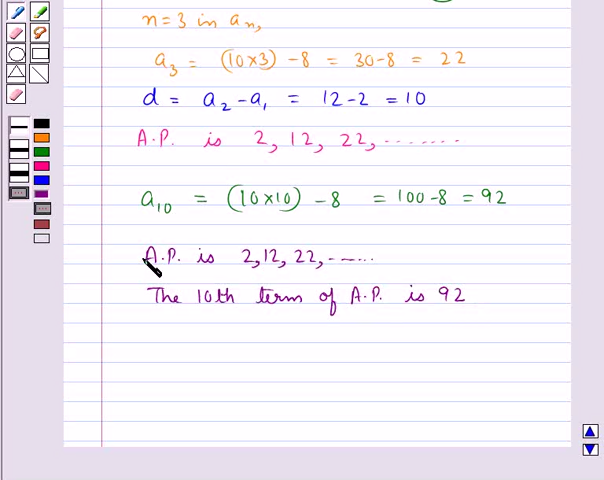 n=3 in aₙ,
a₃ = (10×3) -8 = 30-8 = 22
d = a₂-a₁ = 12-2 = 10
A.P. is 2, 12, 22, ........
a₁₀ = (10×10) -8 = 100-8 = 92
A.P. is 2,12, 22, -----..
The 10th term of A.P. is 92